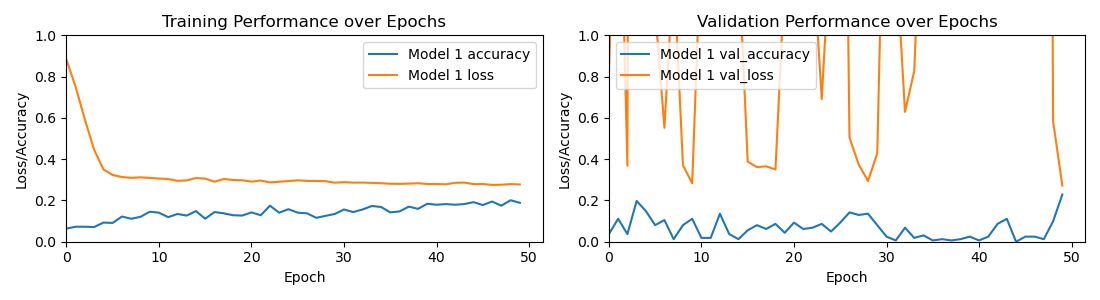 Training Performance over Epochs
Loss/Accuracy
1.0
0.8
0.6
0.4
0.2
0.0
Model 1 accuracy
Model 1 loss
0 10 20 30 40 50
Epoch
Validation Performance over Epochs
Loss/Accuracy
1.0
0.8
0.6
0.4
0.2
0.0
Model 1 val_accuracy
Model 1 val_loss
0 10 20 30 40 50
Epoch